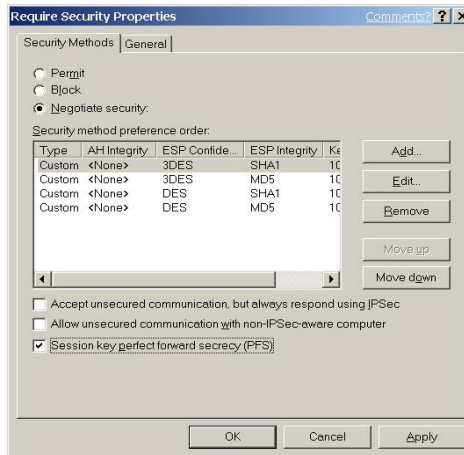 Require Security Properties Comments? ? X
Security Methods General
Permit
Block
Negotiate security:
Security method preference order:
Type AH Integrity ESP Confide... ESP Integrity Ke
Custom <None> 3DES SHA1 10
Custom <None> 3DES MD5 10
Custom <None> DES SHA1 10
Custom <None> DES MD5 10
Add...
Edit...
Remove
Move up
Move down
Accept unsecured communication, but always respond using IPSec
Allow unsecured communication with non-IPSec-aware computer
Session key perfect forward secrecy (PFS)
OK Cancel Apply